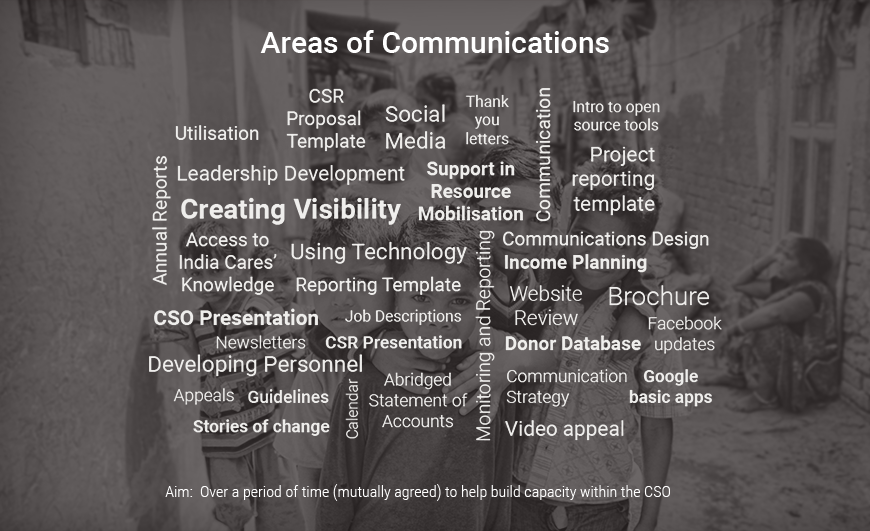 Areas of Communications
Utilisation
CSR
Proposal
Template
Social
Media
Thank
you
letters
Communication
Intro to open
source tools
Annual Reports
Leadership Development
Support in
Resource
Mobilisation
Project
reporting
template
Creating Visibility
Access to
India Cares'
Knowledge
Using Technology
Reporting Template
Monitoring and Reporting
Communications Design
Income Planning
Website
Review
Brochure
CSO Presentation
Job Descriptions
Newsletters
CSR Presentation
Donor Database
Facebook
updates
Developing Personnel
Appeals
Guidelines
Calendar
Abridged
Statement of
Accounts
Communication
Strategy
Google
basic apps
Stories of change
Video appeal
Aim: Over a period of time (mutually agreed) to help build capacity within the CSO